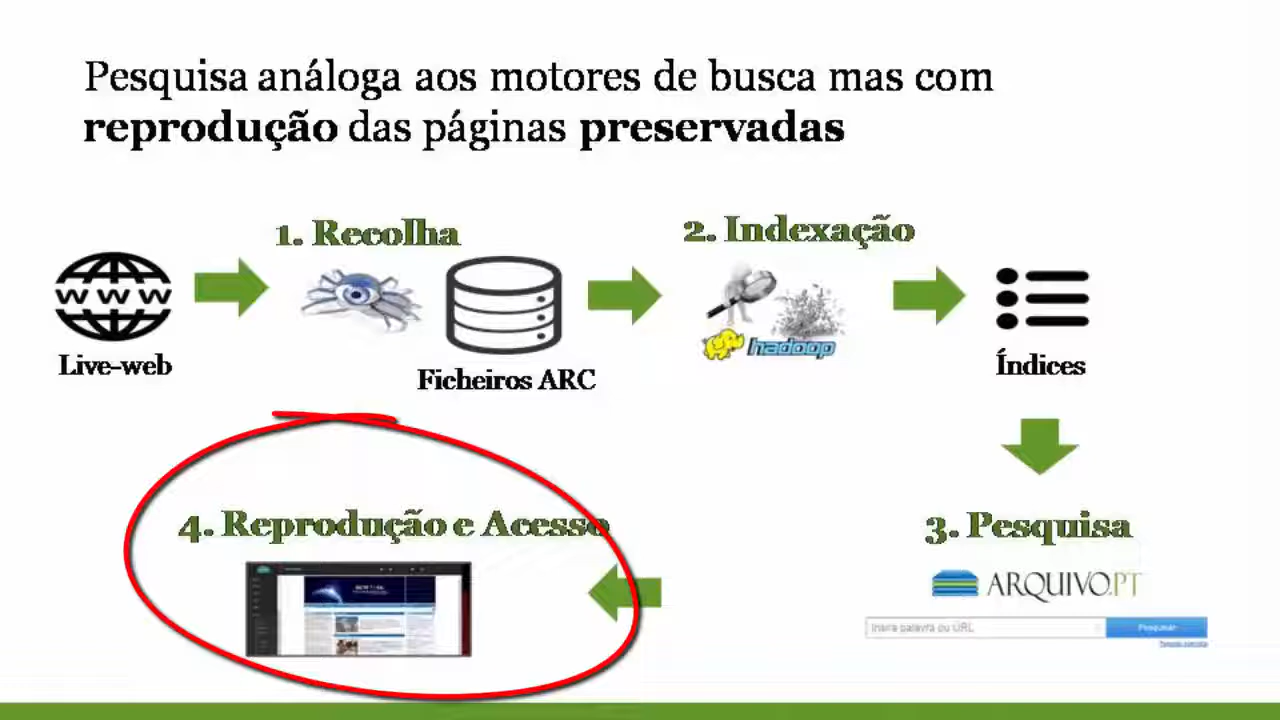 Pesquisa análoga aos motores de busca mas com
reprodução das páginas preservadas
1. Recolha
2. Indexação
WWW
hadoop
Live-web
Ficheiros ARC
Índices
4. Reprodução e Acesso
3. Pesquisa
ARQUIVO.PT
Insira palavra ou URL
Pesquisar